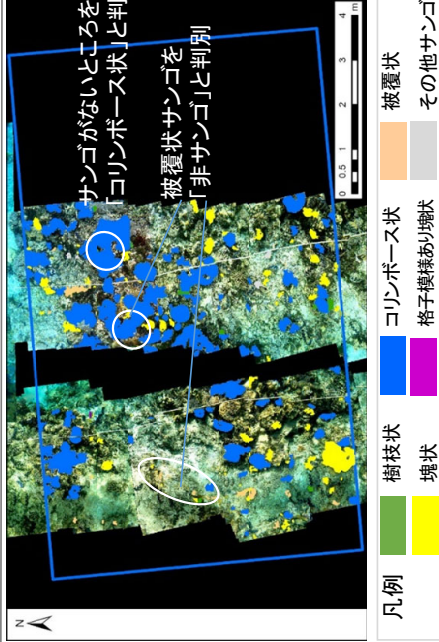 N
サンゴがないところを
「コリンボース状」と判
被覆状サンゴを
「非サンゴ」と判別
0 0.5 1 2 3 4
m
凡例 樹枝状 コリンボース状 被覆状
塊状 格子模様あり塊状 その他サンゴ